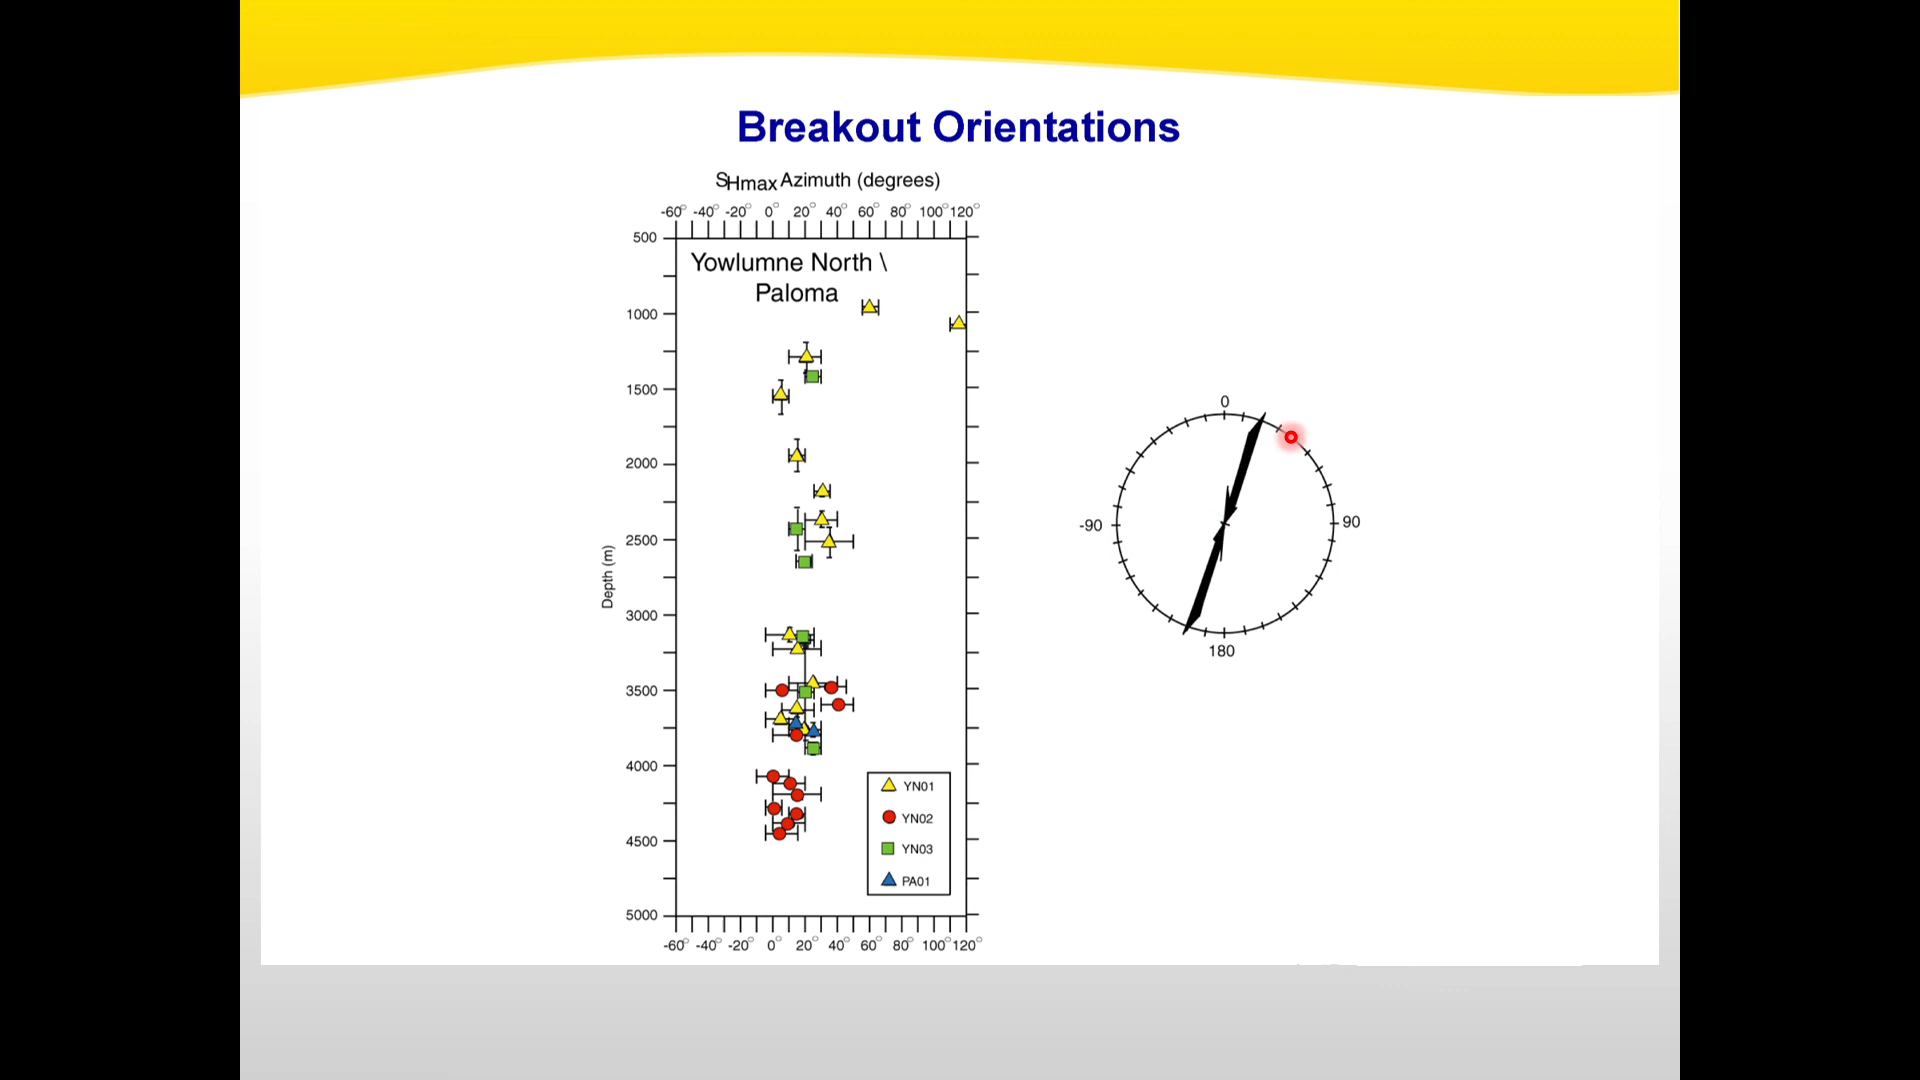 Breakout Orientations
SHmax Azimuth (degrees)
-60° -40° -20° 0° 20° 40° 60° 80° 100° 120°
500
Yowlumne North \
Paloma
1000
1500
2000
2500
3000
3500
4000
4500
5000
Depth (m)
YN01
YN02
YN03
PA01
-60° -40° -20° 0° 20° 40° 60° 80° 100° 120°
0
-90
90
180